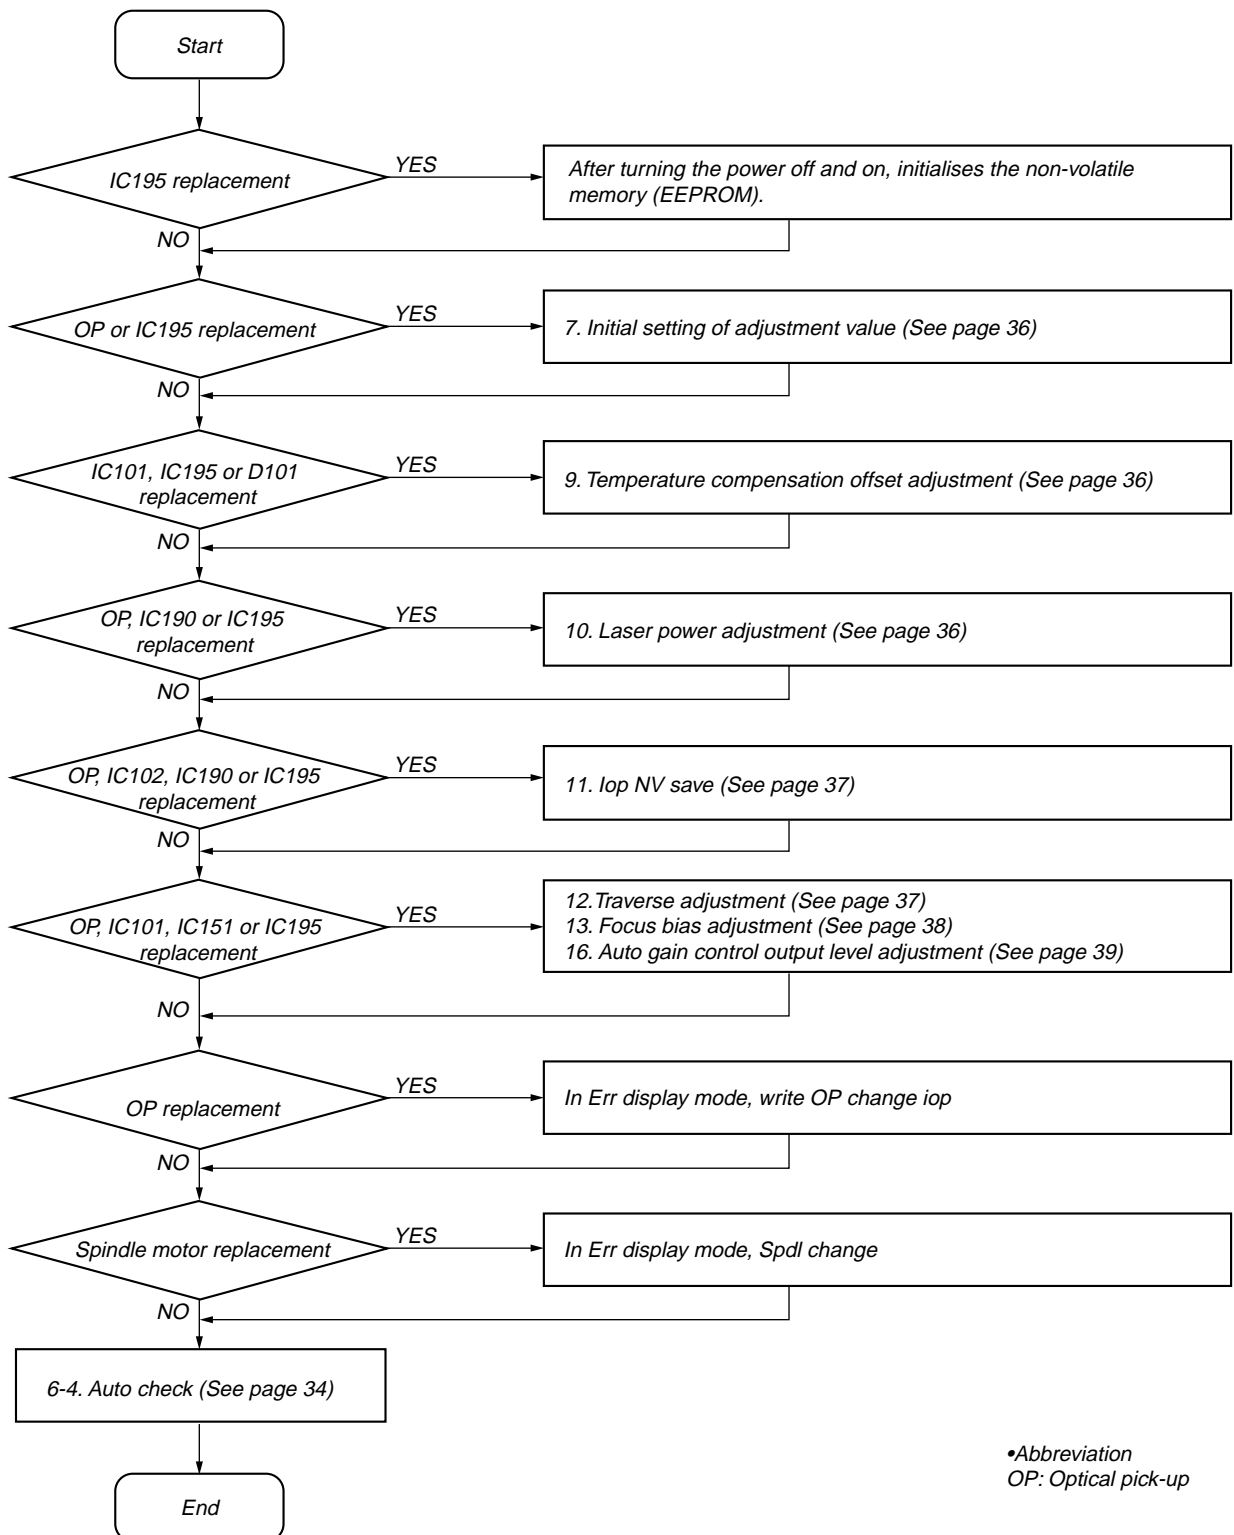 Start
IC195 replacement
YES
After turning the power off and on, initialises the non-volatile
memory (EEPROM).
NO
OP or IC195 replacement
YES
7. Initial setting of adjustment value (See page 36)
NO
IC101, IC195 or D101
replacement
YES
9. Temperature compensation offset adjustment (See page 36)
NO
OP, IC190 or IC195
replacement
YES
10. Laser power adjustment (See page 36)
NO
OP, IC102, IC190 or IC195
replacement
YES
11. Iop NV save (See page 37)
NO
OP, IC101, IC151 or IC195
replacement
YES
12.Traverse adjustment (See page 37)
13. Focus bias adjustment (See page 38)
16. Auto gain control output level adjustment (See page 39)
NO
OP replacement
YES
In Err display mode, write OP change iop
NO
Spindle motor replacement
YES
In Err display mode, Spdl change
NO
6-4. Auto check (See page 34)
End
•Abbreviation
OP: Optical pick-up